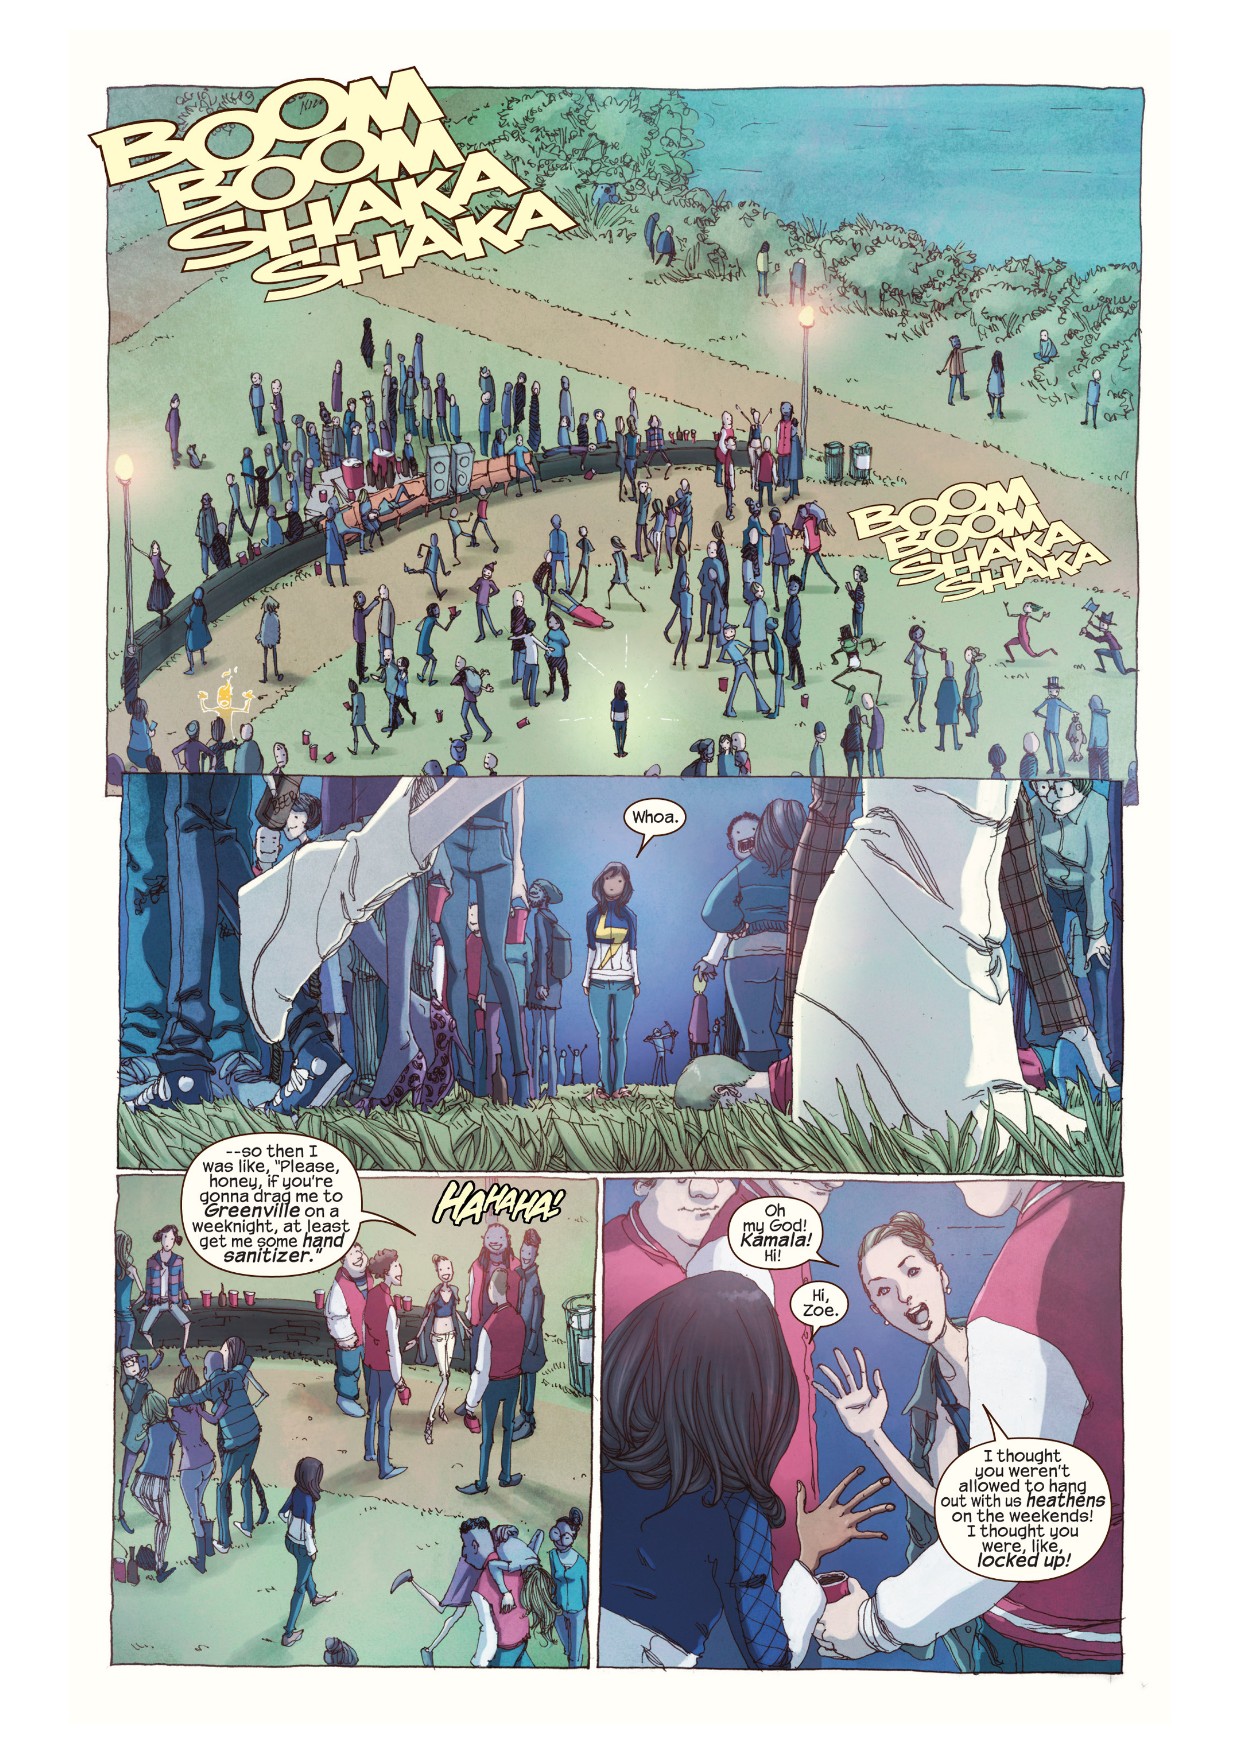 BOOM
BOOM
SHAKA
SHAKA
BOOM
BOOM
SHAKA
SHAKA
BEER
Whoa.
--so then I
was like, "Please,
honey, if you're
gonna drag me to
Greenville on a
weeknight, at least
get me some hand
sanitizer."
HAHAHA!
Oh
my God!
Kamala!
Hi!
Hi,
Zoe.
I thought
you weren't
allowed to hang
out with us heathens
on the weekends!
I thought you
were, like,
locked up!